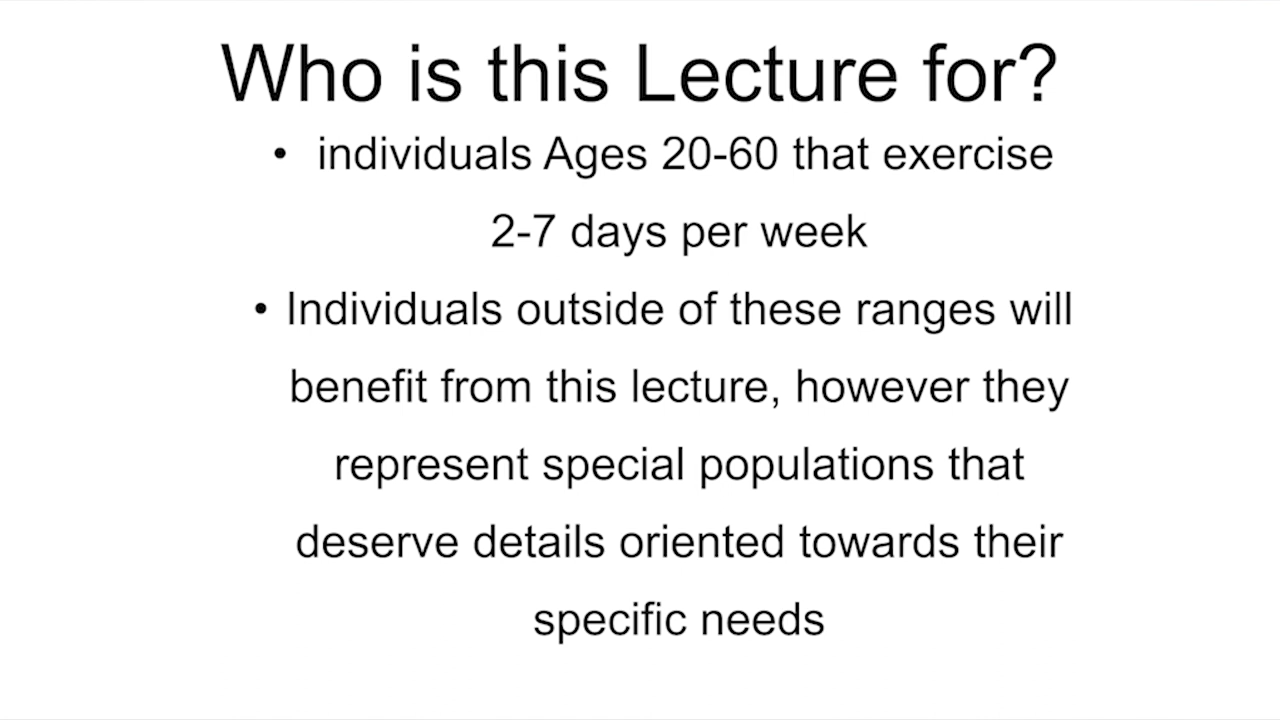 Who is this Lecture for?
• individuals Ages 20-60 that exercise
2-7 days per week
• Individuals outside of these ranges will
benefit from this lecture, however they
represent special populations that
deserve details oriented towards their
specific needs